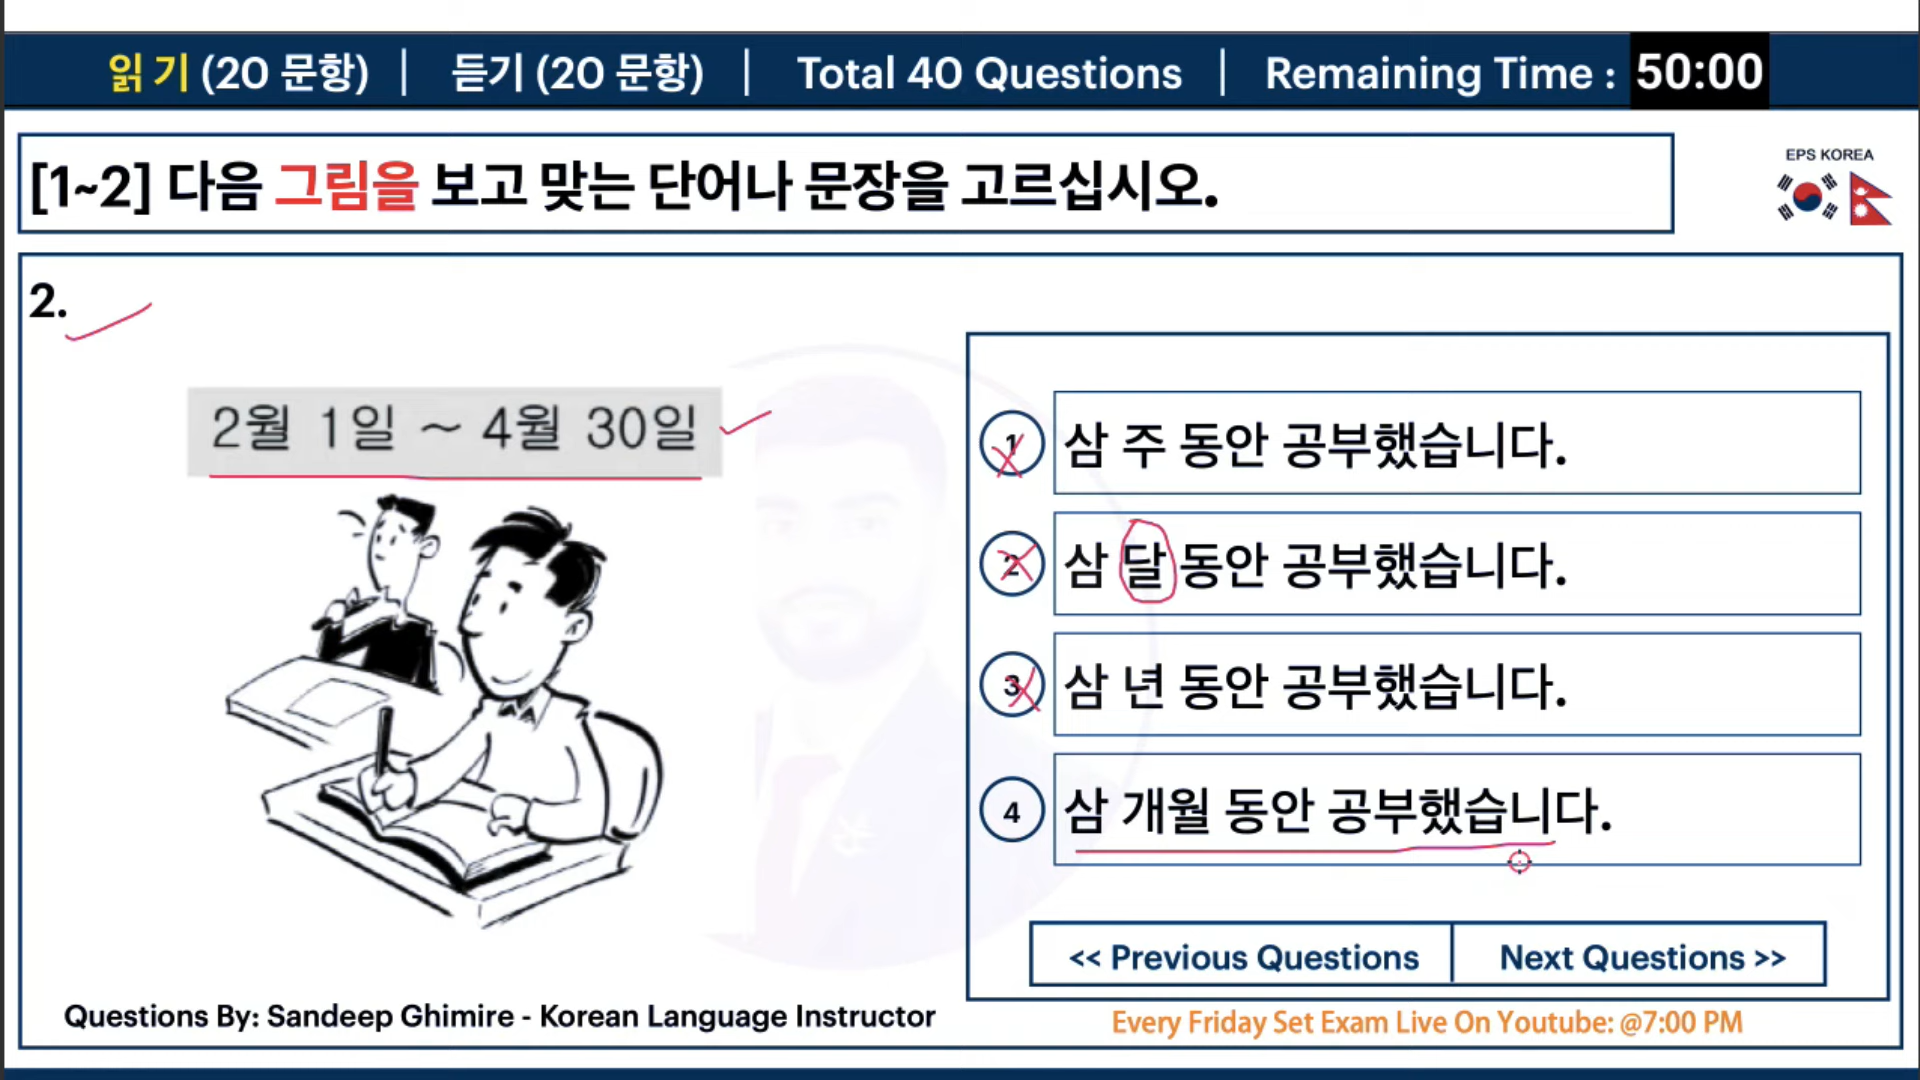 읽 기 (20 문항) | 듣기 (20 문항) | Total 40 Questions | Remaining Time : 50:00
[1~2] 다음 그림을 보고 맞는 단어나 문장을 고르십시오.
EPS KOREA
2.
2월 1일 ~ 4월 30일
1 삼 주 동안 공부했습니다.
2 삼 달 동안 공부했습니다.
3 삼 년 동안 공부했습니다.
4 삼 개월 동안 공부했습니다.
<< Previous Questions | Next Questions >>
Questions By: Sandeep Ghimire - Korean Language Instructor
Every Friday Set Exam Live On Youtube: @7:00 PM